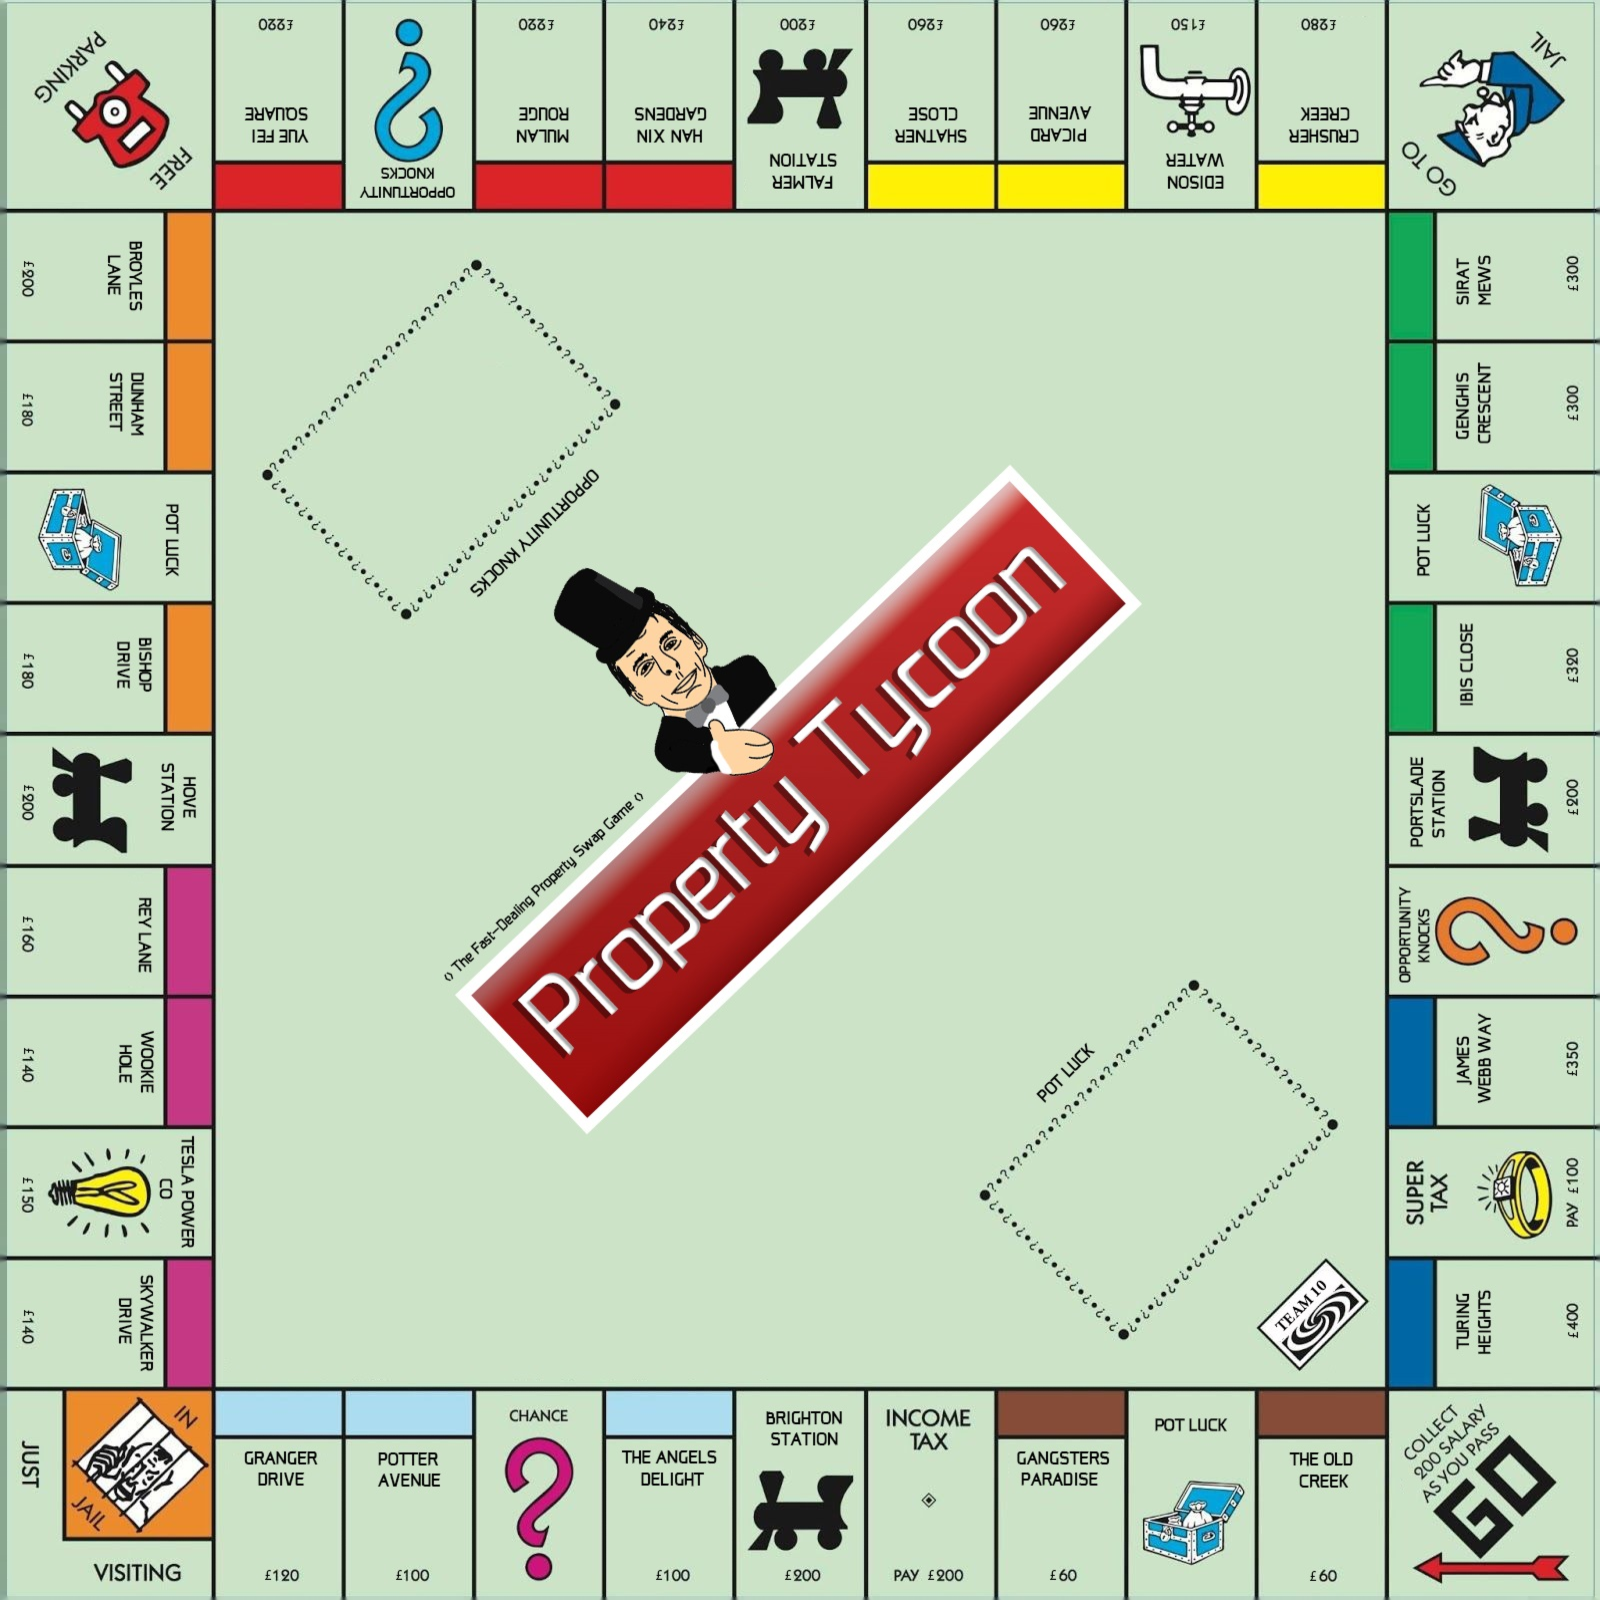 PARKING
FREE
£220
YUE FEI
SQUARE
OPPORTUNITY
KNOCKS
£220
MULAN
ROUGE
£240
HAN XIN
GARDENS
£200
FALMER
STATION
£260
SHATNER
CLOSE
£260
PICARD
AVENUE
£150
EDISON
WATER
£280
CRUSHER
CREEK
GO TO
JAIL
BROYLES
LANE
£200
DUNHAM
STREET
£180
POT LUCK
BISHOP
DRIVE
£180
HOVE
STATION
£200
REY LANE
£160
WOOKIE
HOLE
£140
TESLA POWER
CO
£150
SKYWALKER
DRIVE
£140
OPPORTUNITY KNOCKS
‹› The Fast-Dealing Property Swap Game ‹›
Property Tycoon
POT LUCK
TEAM 10
SIRAT
MEWS
£300
GENGHIS
CRESCENT
£300
POT LUCK
IBIS CLOSE
£320
PORTSLADE
STATION
£200
OPPORTUNITY
KNOCKS
JAMES
WEBB WAY
£350
SUPER
TAX
PAY £100
TURING
HEIGHTS
£400
JUST
VISITING
IN
JAIL
GRANGER
DRIVE
£120
POTTER
AVENUE
£100
CHANCE
THE ANGELS
DELIGHT
£100
BRIGHTON
STATION
£200
INCOME
TAX
PAY £200
GANGSTERS
PARADISE
£60
POT LUCK
THE OLD
CREEK
£60
COLLECT
200 SALARY
AS YOU PASS
GO